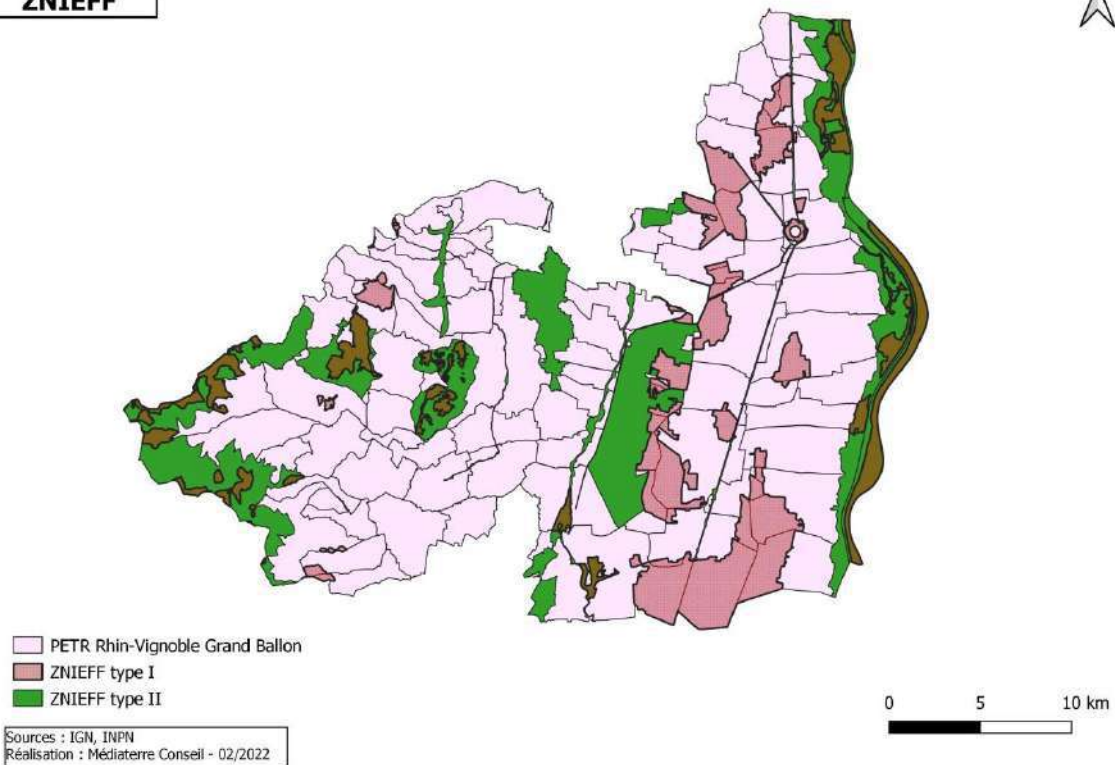 ZNIEFF
PETR Rhin-Vignoble Grand Ballon
ZNIEFF type I
ZNIEFF type II
0 5 10 km
Sources : IGN, INPN
Réalisation : Médiaterre Conseil - 02/2022